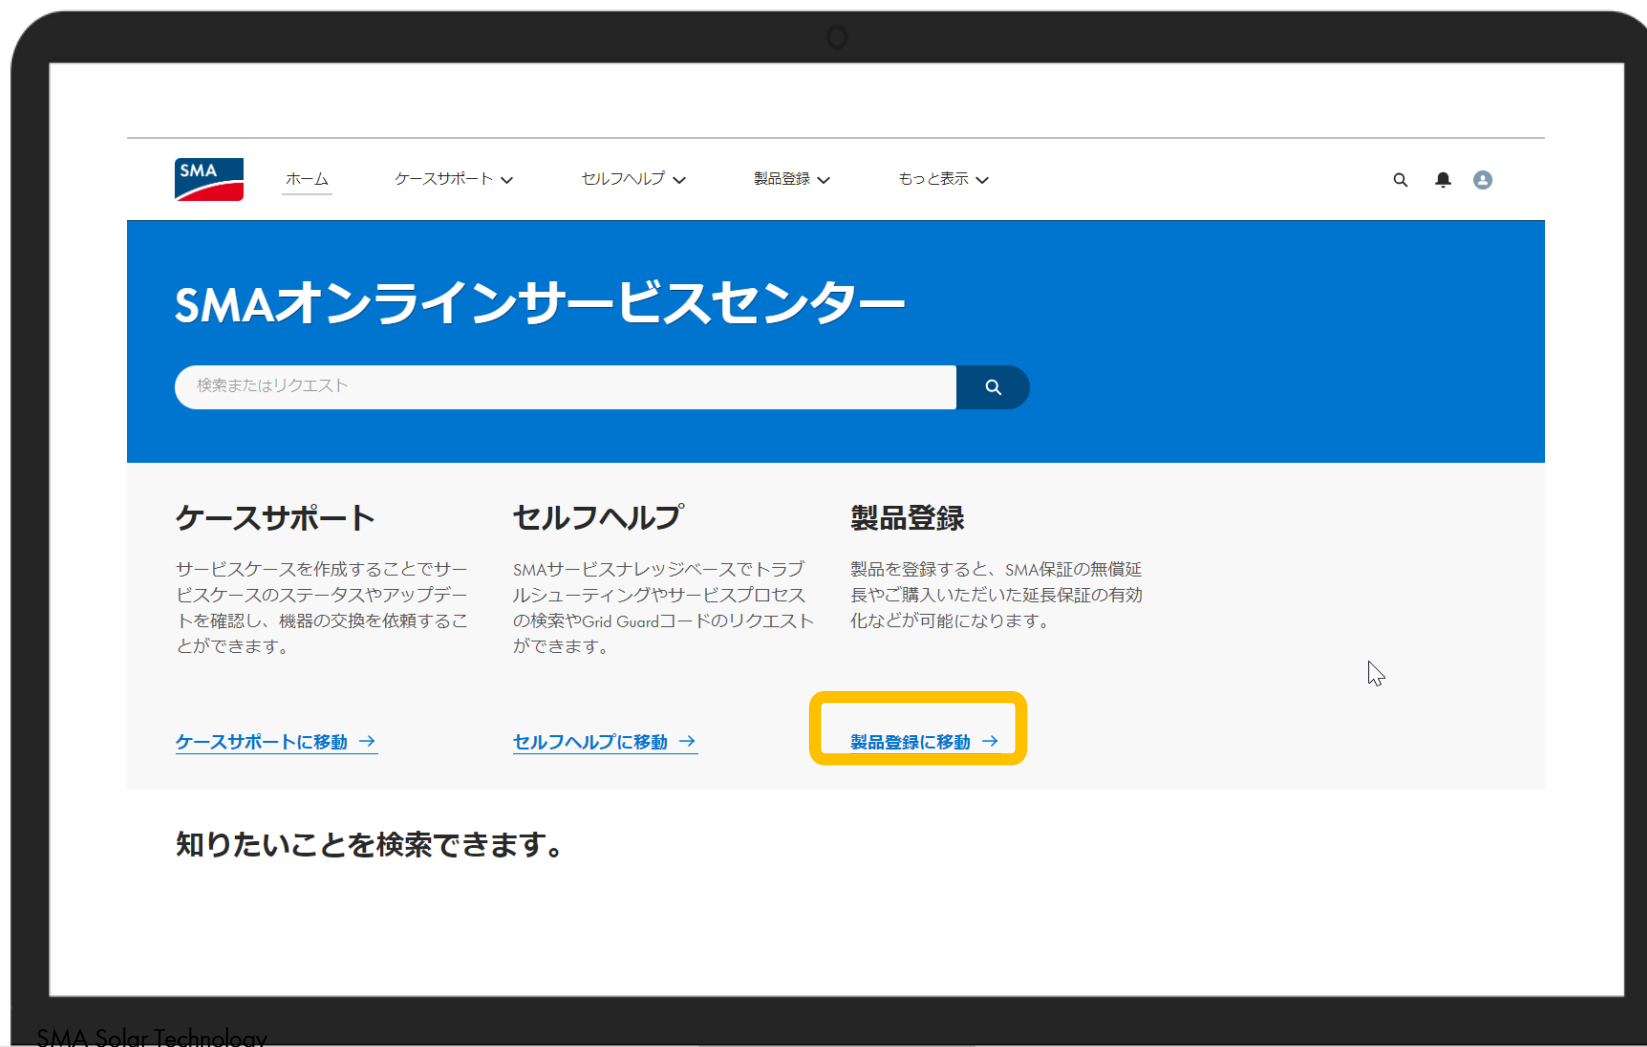 SMA
ホーム
ケースサポート
セルフヘルプ
製品登録
もっと表示
SMAオンラインサービスセンター
検索またはリクエスト
ケースサポート
サービスケースを作成することでサー
ビスケースのステータスやアップデー
トを確認し、機器の交換を依頼するこ
とができます。
ケースサポートに移動 →
セルフヘルプ
SMAサービスナレッジベースでトラブ
ルシューティングやサービスプロセス
の検索やGrid Guardコードのリクエスト
ができます。
セルフヘルプに移動 →
製品登録
製品を登録すると、SMA保証の無償延
長やご購入いただいた延長保証の有効
化などが可能になります。
製品登録に移動 →
知りたいことを検索できます。
SMA Solar Technology